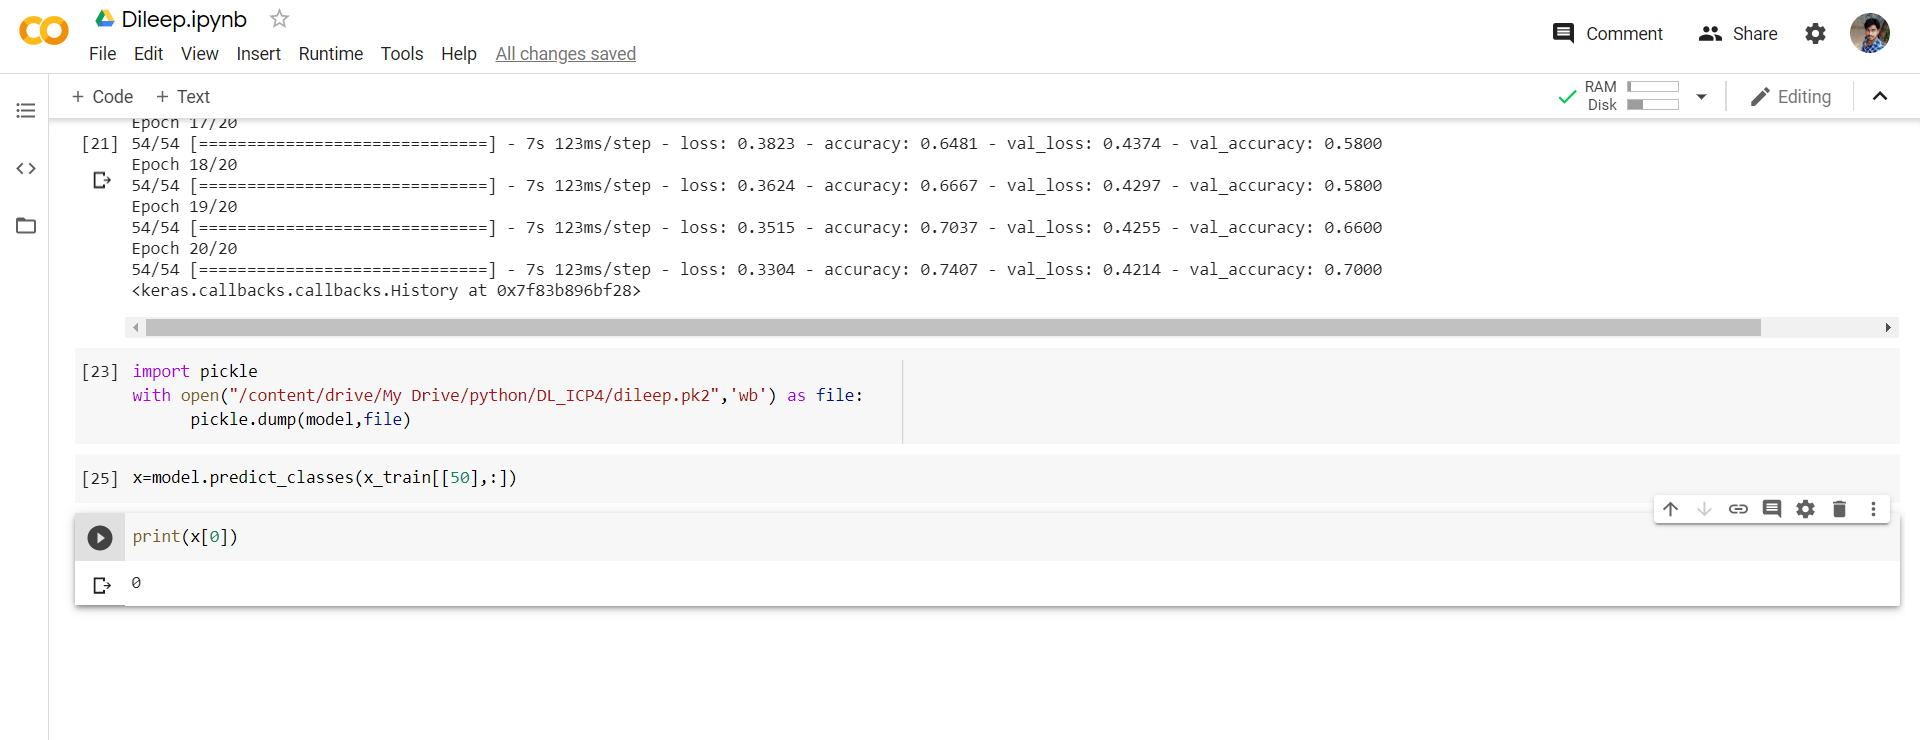 Dileep.ipynb
File Edit View Insert Runtime Tools Help All changes saved
Comment Share
+ Code + Text
RAM
Disk
Editing
Epoch 17/20
[21] 54/54 [==============================] - 7s 123ms/step - loss: 0.3823 - accuracy: 0.6481 - val_loss: 0.4374 - val_accuracy: 0.5800
Epoch 18/20
54/54 [==============================] - 7s 123ms/step - loss: 0.3624 - accuracy: 0.6667 - val_loss: 0.4297 - val_accuracy: 0.5800
Epoch 19/20
54/54 [==============================] - 7s 123ms/step - loss: 0.3515 - accuracy: 0.7037 - val_loss: 0.4255 - val_accuracy: 0.6600
Epoch 20/20
54/54 [==============================] - 7s 123ms/step - loss: 0.3304 - accuracy: 0.7407 - val_loss: 0.4214 - val_accuracy: 0.7000
<keras.callbacks.callbacks.History at 0x7f83b896bf28>
[23] import pickle
with open("/content/drive/My Drive/python/DL_ICP4/dileep.pk2",'wb') as file:
pickle.dump(model,file)
[25] x=model.predict_classes(x_train[[50],:])
print(x[0])
0